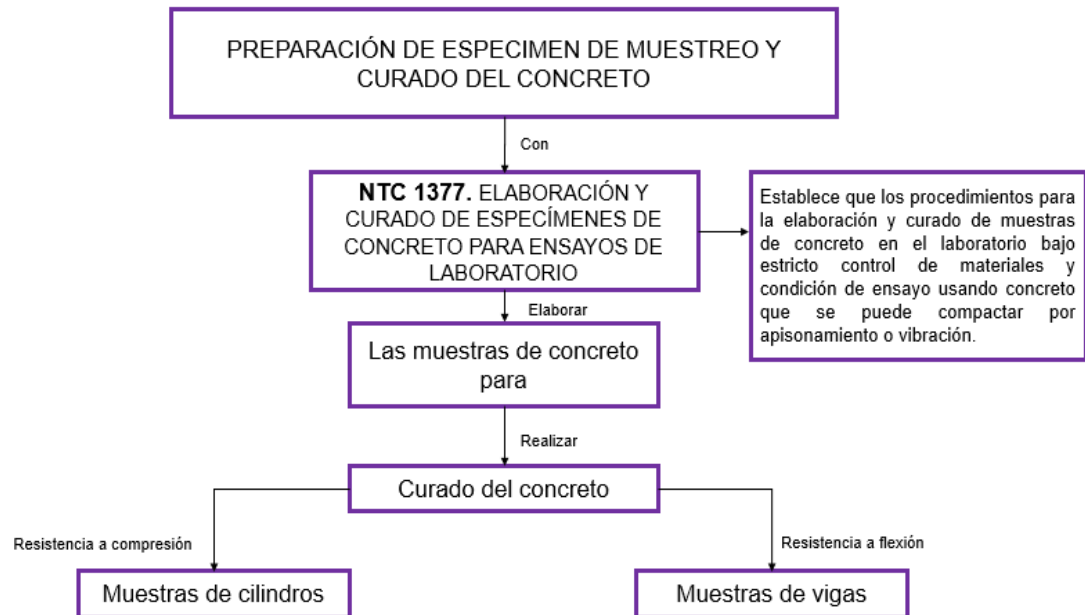 PREPARACIÓN DE ESPECIMEN DE MUESTREO Y
CURADO DEL CONCRETO
Con
NTC 1377. ELABORACIÓN Y
CURADO DE ESPECÍMENES DE
CONCRETO PARA ENSAYOS DE
LABORATORIO
Establece que los procedimientos para
la elaboración y curado de muestras
de concreto en el laboratorio bajo
estricto control de materiales y
condición de ensayo usando concreto
que se puede compactar por
apisonamiento o vibración.
Elaborar
Las muestras de concreto
para
Realizar
Curado del concreto
Resistencia a compresión
Resistencia a flexión
Muestras de cilindros
Muestras de vigas